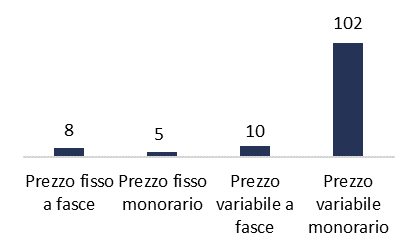 102
8
5
10
Prezzo fisso a fasce
Prezzo fisso monorario
Prezzo variabile a fasce
Prezzo variabile monorario